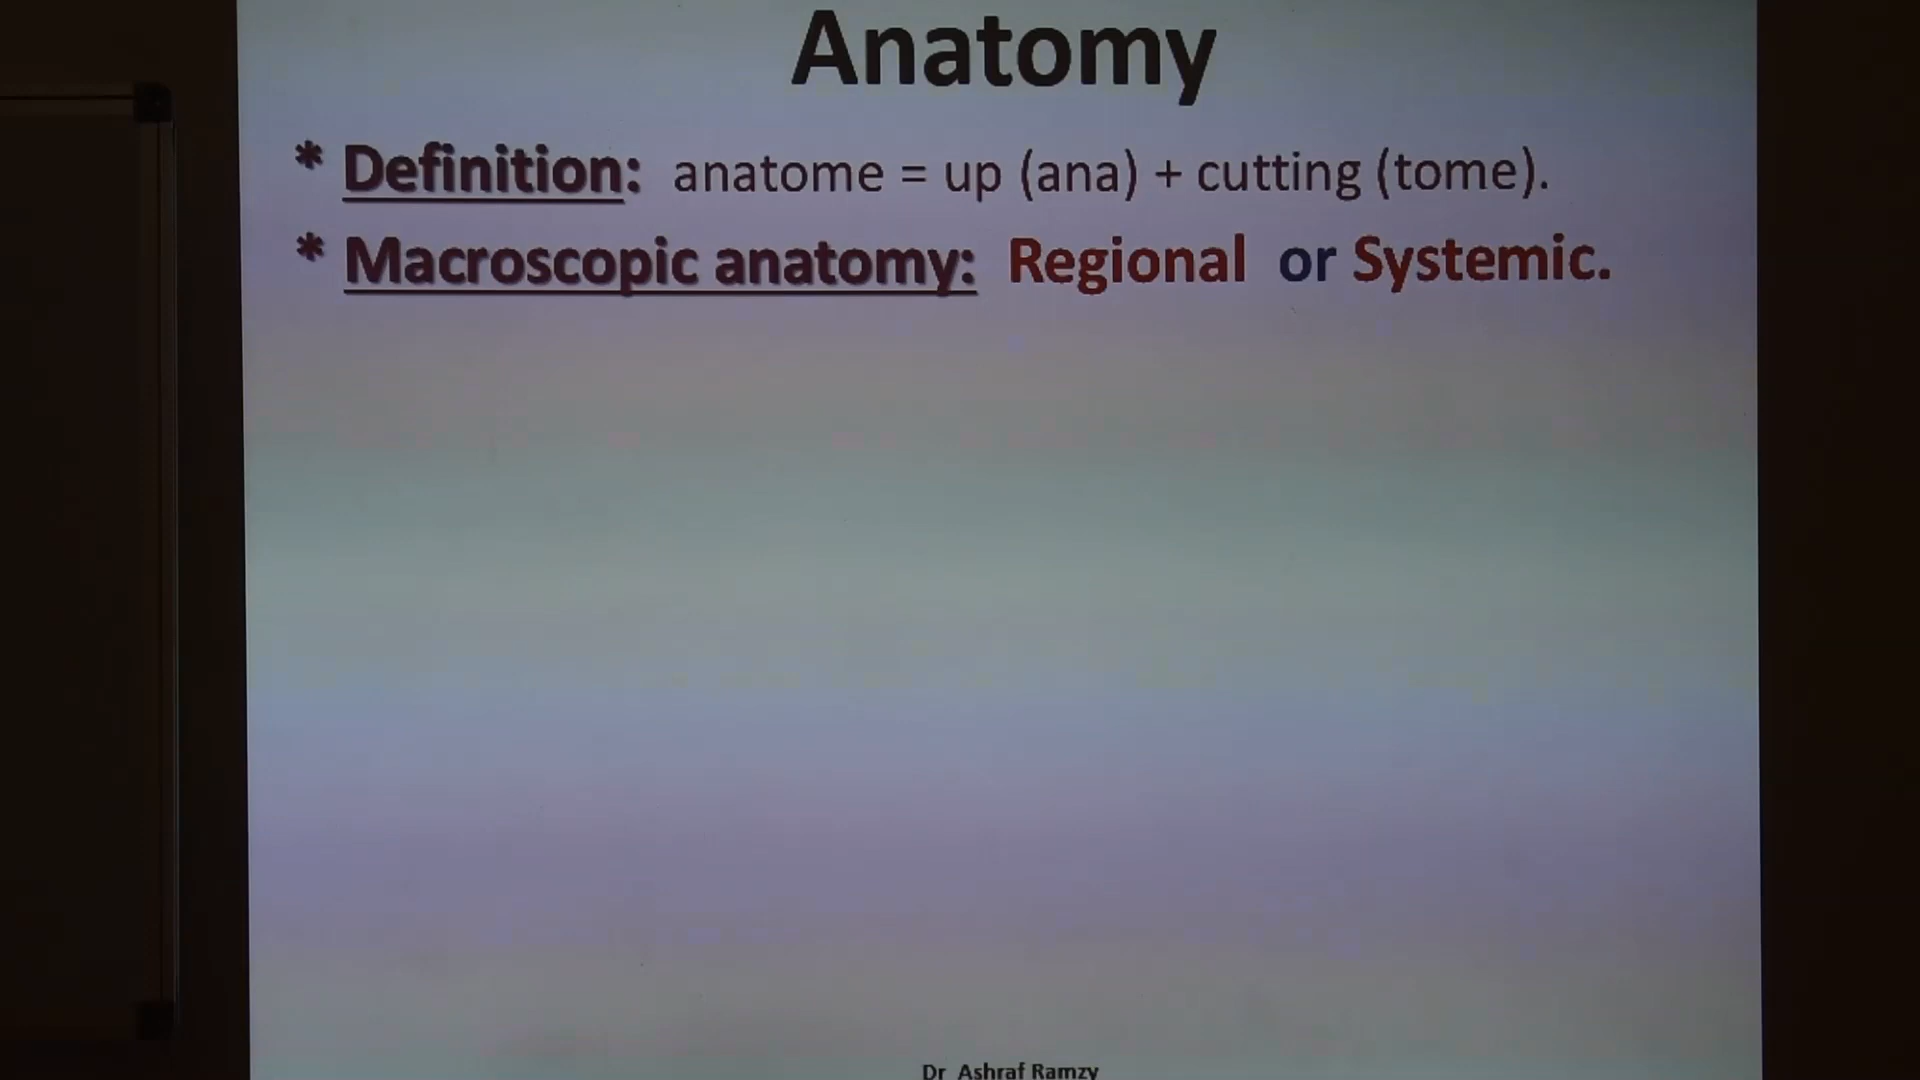 Anatomy
* Definition: anatome = up (ana) + cutting (tome).
* Macroscopic anatomy: Regional or Systemic.
Dr Ashraf Ramzy